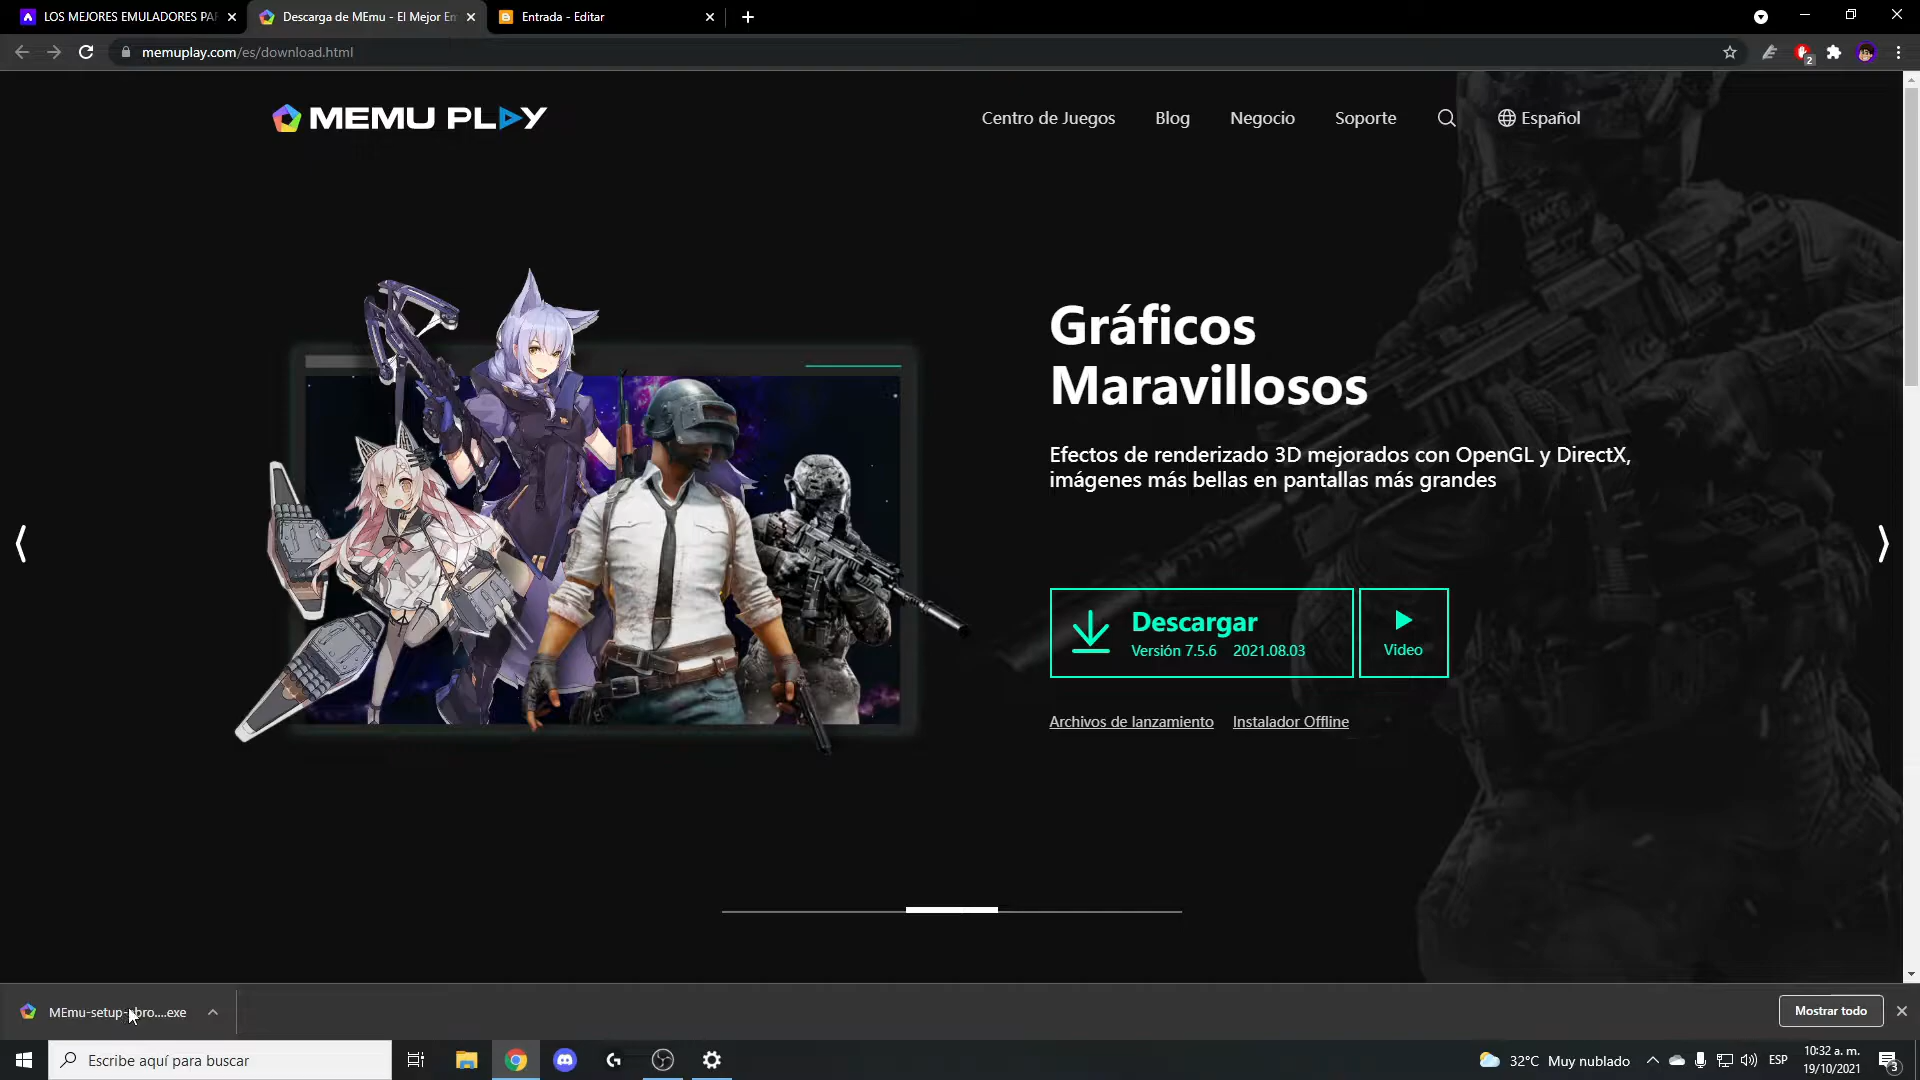 LOS MEJORES EMULADORES PA
Descarga de MEmu - El Mejor Em
Entrada - Editar
memuplay.com/es/download.html
2
MEMU PLAY
Centro de Juegos
Blog
Negocio
Soporte
Español
Gráficos
Maravillosos
Efectos de renderizado 3D mejorados con OpenGL y DirectX,
imágenes más bellas en pantallas más grandes
Descargar
Versión 7.5.6 2021.08.03
Video
Archivos de lanzamiento
Instalador Offline
MEmu-setup-abro....exe
Mostrar todo
Escribe aquí para buscar
32°C Muy nublado
ESP
10:32 a. m.
19/10/2021
3